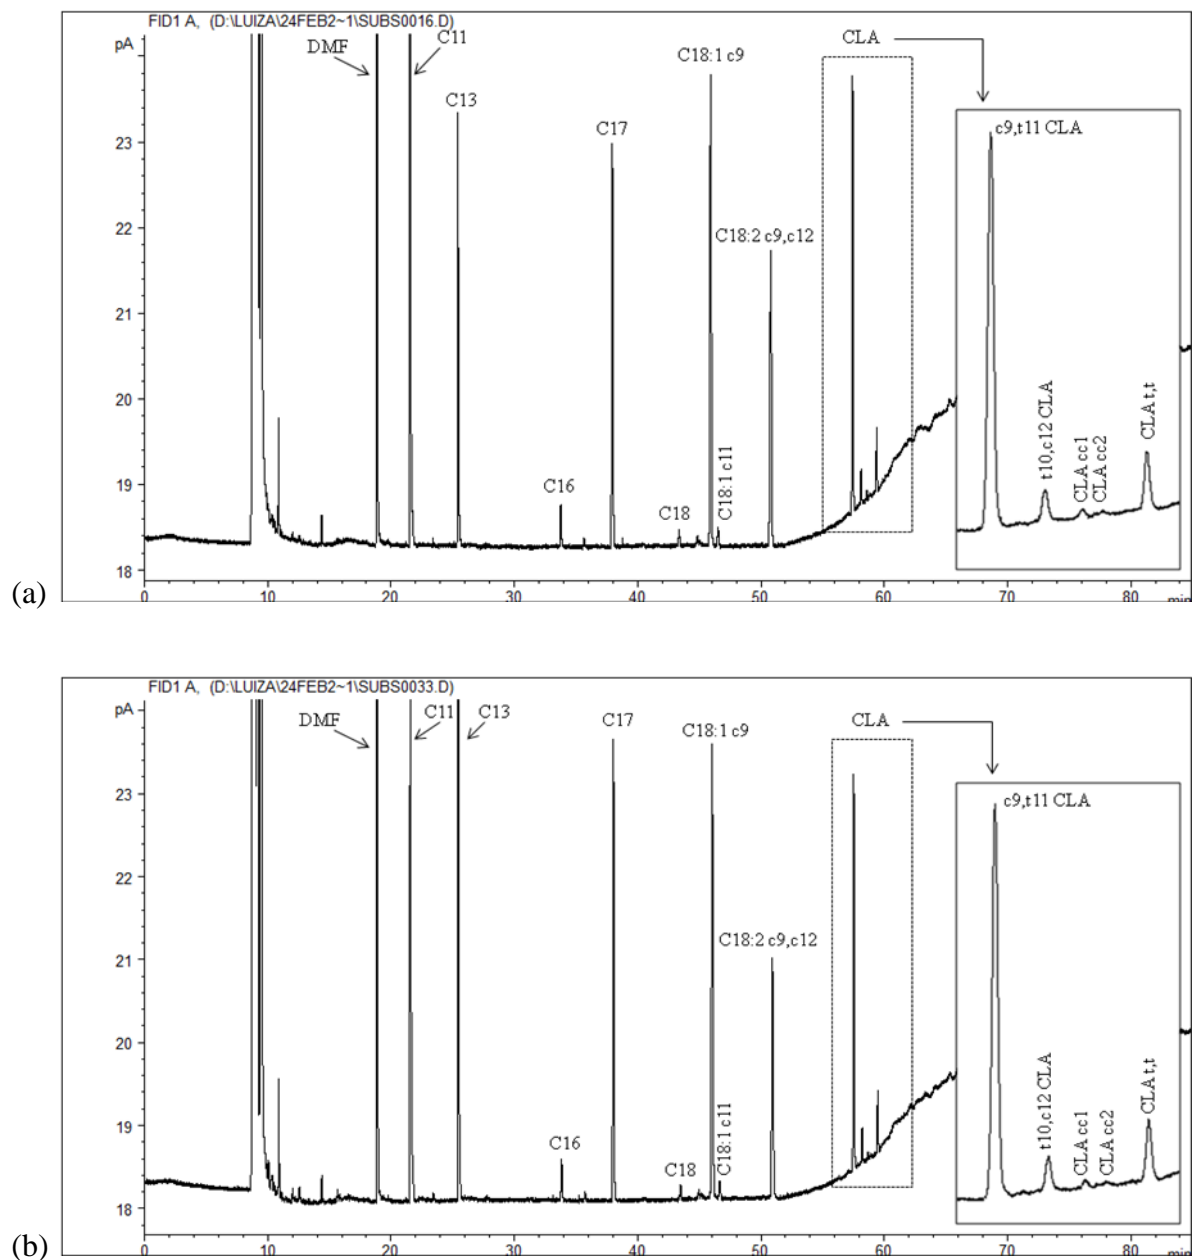 FID1 A, (D:\LUIZA\24FEB2~1\SUBS0016.D)
pA
DMF
C11
C13
C16
C17
C18
C18:1 c9
C18:1 c11
C18:2 c9,c12
CLA
c9,t11 CLA
t10,c12 CLA
CLA cc1
CLA cc2
CLA t,t
23
22
21
20
19
18
0 10 20 30 40 50 60 70 80 min
(a)
FID1 A, (D:\LUIZA\24FEB2~1\SUBS0033.D)
pA
DMF
C11
C13
C16
C17
C18
C18:1 c9
C18:1 c11
C18:2 c9,c12
CLA
c9,t11 CLA
t10,c12 CLA
CLA cc1
CLA cc2
CLA t,t
23
22
21
20
19
18
0 10 20 30 40 50 60 70 80 min
(b)